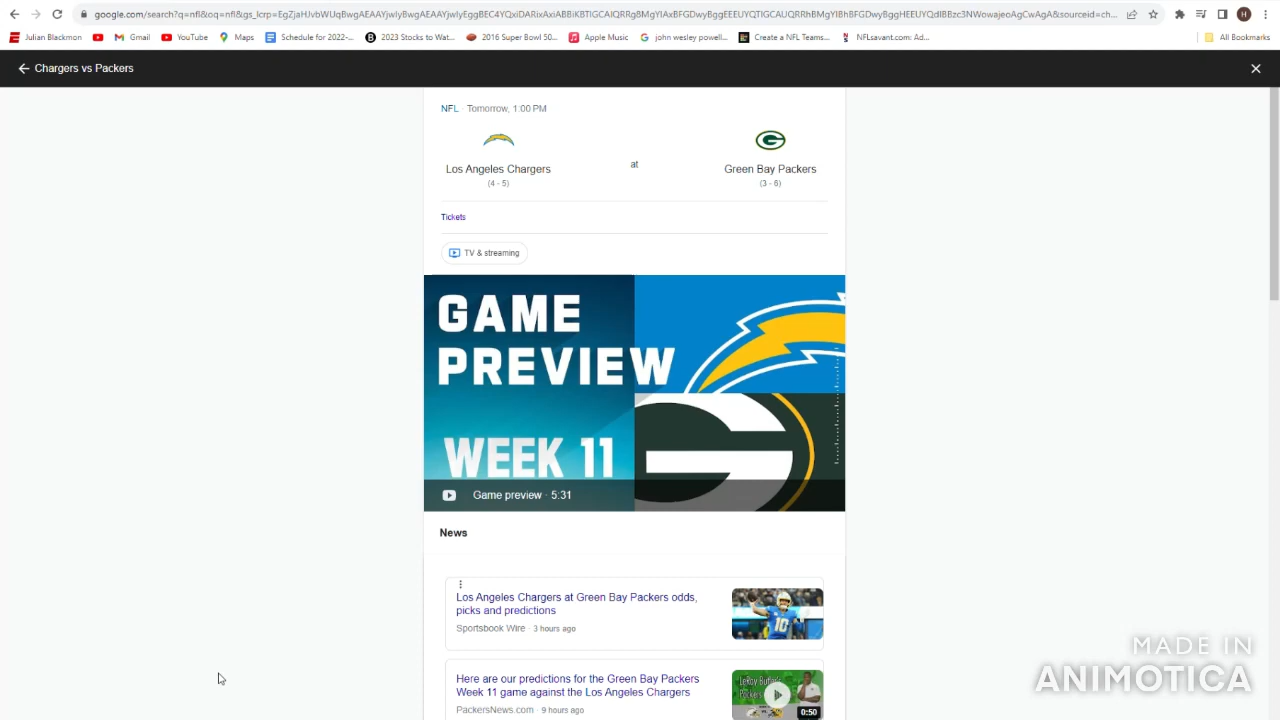 google.com/search?q=nfl&oq=nfl&gs_lcrp=
H
Julian Blackmon
Gmail
YouTube
Maps
Schedule for 2022-...
2023 Stocks to Wat...
2016 Super Bowl 50...
Apple Music
john wesley powell...
Create a NFL Teams...
NFLsavant.com: Ad...
All Bookmarks
Chargers vs Packers
NFL · Tomorrow, 1:00 PM
Los Angeles Chargers
(4 - 5)
at
Green Bay Packers
(3 - 6)
Tickets
TV & streaming
GAME
PREVIEW
WEEK 11
Game preview · 5:31
News
Los Angeles Chargers at Green Bay Packers odds,
picks and predictions
Sportsbook Wire · 3 hours ago
10
Here are our predictions for the Green Bay Packers
Week 11 game against the Los Angeles Chargers
PackersNews.com · 9 hours ago
LeRoy Butler's
Packers
0:50
MADE IN
ANIMOTICA